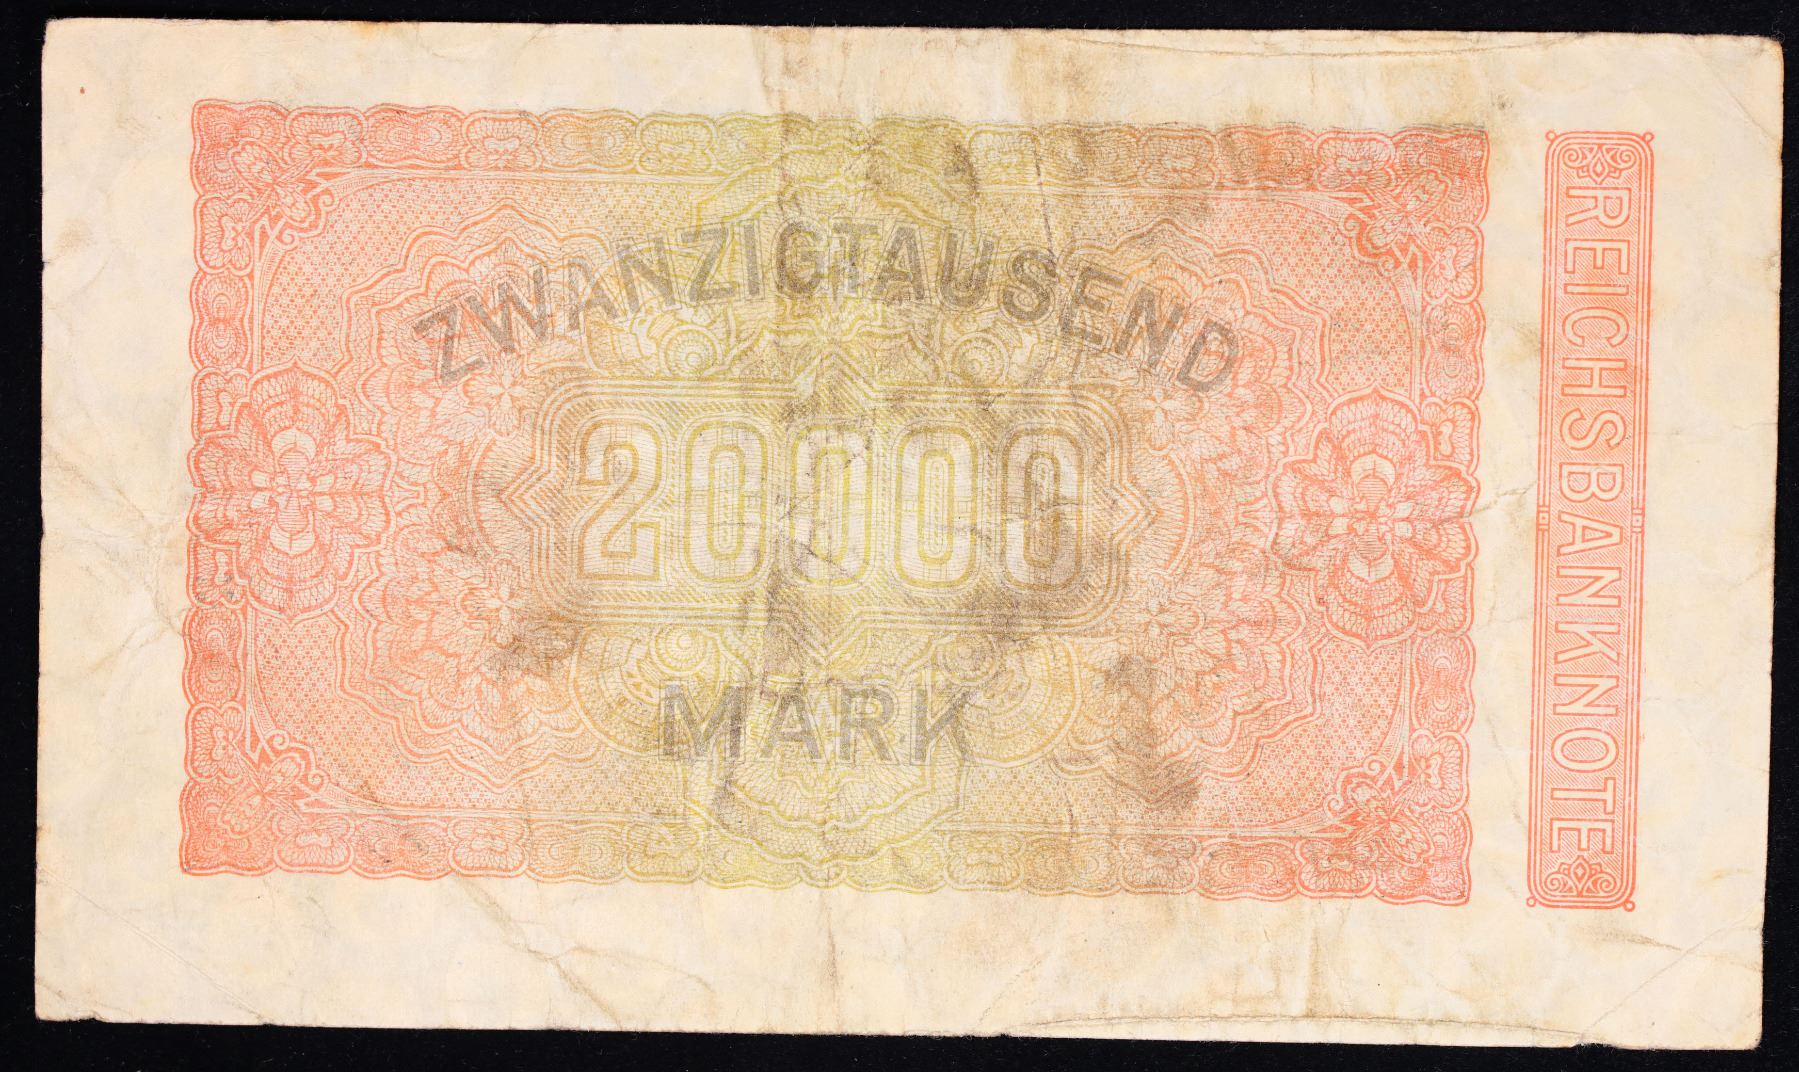 ZWANZIGTAUSEND
20000
MARK
REICHSBANKNOTE